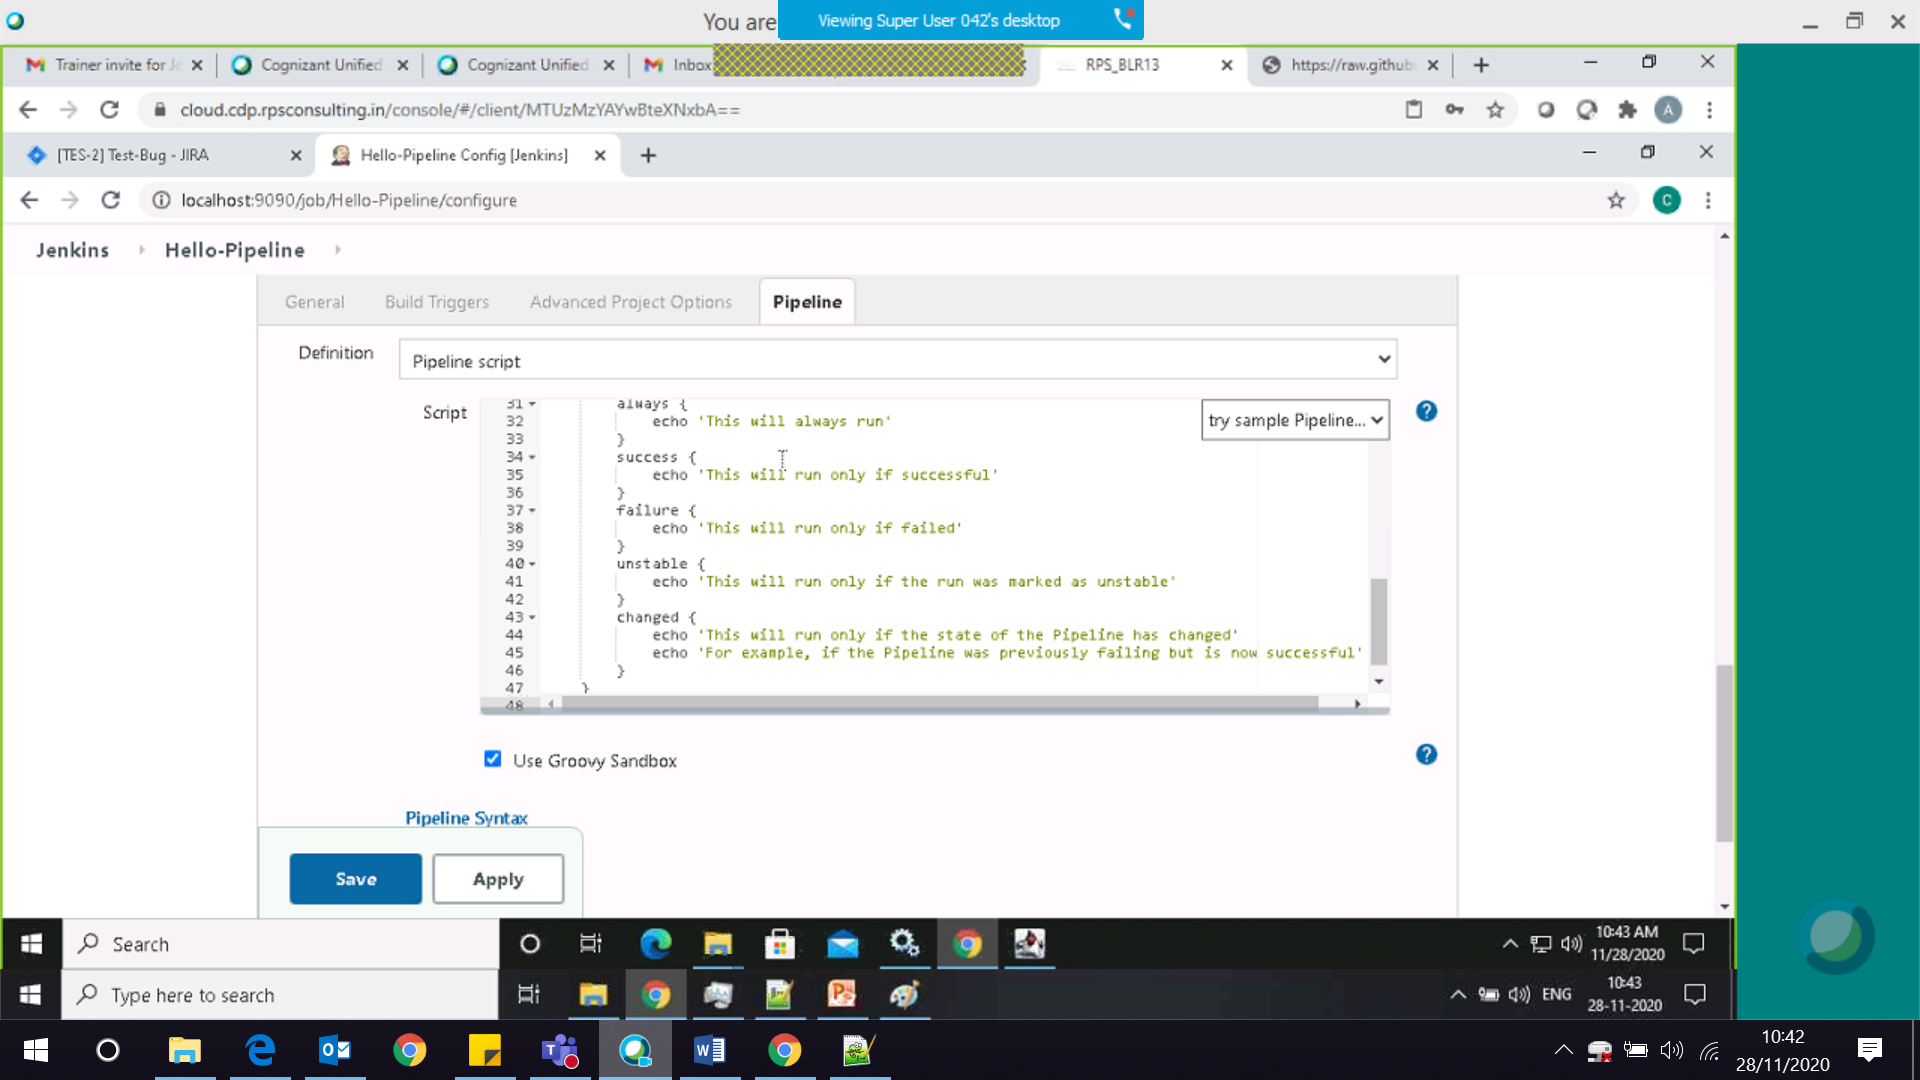 You are
Viewing Super User 042's desktop
Trainer invite for Je
Cognizant Unified
Cognizant Unified
Inbox
RPS_BLR13
https://raw.github
cloud.cdp.rpsconsulting.in/console/#/client/MTUzMzYAYwBteXNxbA==
A
[TES-2] Test-Bug - JIRA
Hello-Pipeline Config [Jenkins]
localhost:9090/job/Hello-Pipeline/configure
C
Jenkins
Hello-Pipeline
General
Build Triggers
Advanced Project Options
Pipeline
Definition
Pipeline script
Script
try sample Pipeline...
31 always {
32 echo 'This will always run'
33 }
34 success {
35 echo 'This will run only if successful'
36 }
37 failure {
38 echo 'This will run only if failed'
39 }
40 unstable {
41 echo 'This will run only if the run was marked as unstable'
42 }
43 changed {
44 echo 'This will run only if the state of the Pipeline has changed'
45 echo 'For example, if the Pipeline was previously failing but is now successful'
46 }
47 }
48
Use Groovy Sandbox
Pipeline Syntax
Save
Apply
Search
10:43 AM
11/28/2020
Type here to search
ENG
10:43
28-11-2020
10:42
28/11/2020